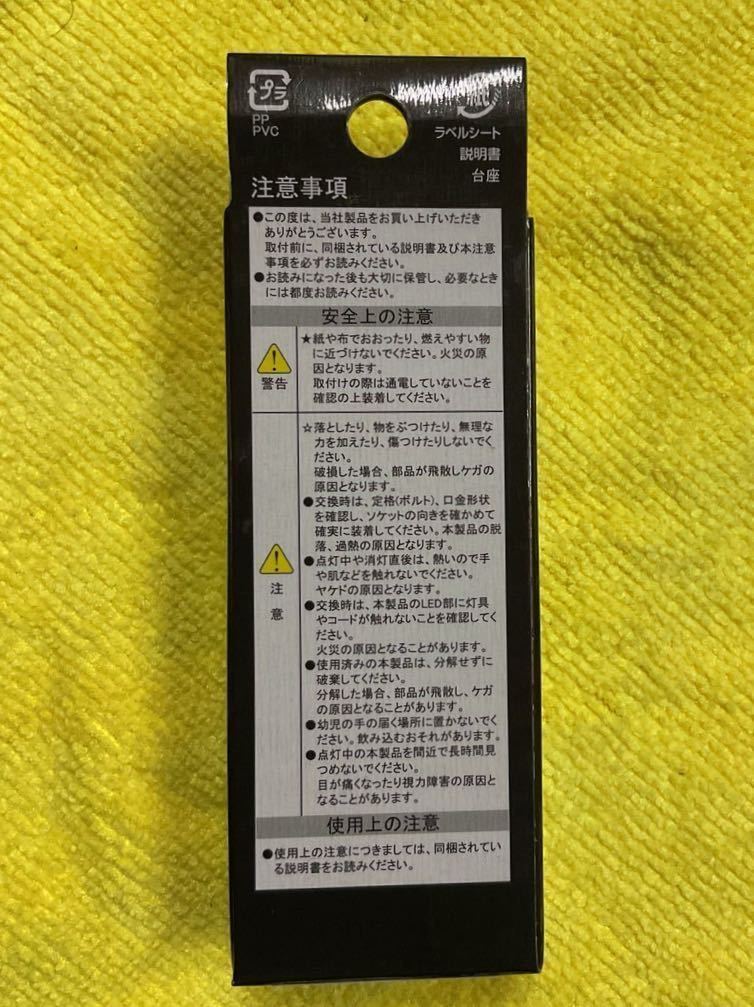 プラ
PP
PVC
ラベルシート
説明書
台座
注意事項
●この度は、当社製品をお買い上げいただき
ありがとうございます。
取付前に、同梱されている説明書及び本注意
事項を必ずお読みください。
●お読みになった後も大切に保管し、必要なとき
には都度お読みください。
安全上の注意
警告
★紙や布でおおったり、燃えやすい物
に近づけないでください。火災の原
因となります。
取付けの際は通電していないことを
確認の上装着してください。
注意
☆落としたり、物をぶつけたり、無理な
力を加えたり、傷つけたりしないでく
ださい。
破損した場合、部品が飛散しケガの
原因となります。
●交換時は、定格(ボルト)、口金形状
を確認し、ソケットの向きを確かめて
確実に装着してください。本製品の脱
落、過熱の原因となります。
●点灯中や消灯直後は、熱いので手
や肌などを触れないでください。
ヤケドの原因となります。
●交換時は、本製品のLED部に灯具
やコードが触れないことを確認してく
ださい。
火災の原因となることがあります。
●使用済みの本製品は、分解せずに
破棄してください。
分解した場合、部品が飛散し、ケガ
の原因となることがあります。
●幼児の手の届く場所に置かないでく
ださい。飲み込むおそれがあります。
●点灯中の本製品を間近で長時間見
つめないでください。
目が痛くなったり視力障害の原因と
なることがあります。
使用上の注意
●使用上の注意につきましては、同梱されてい
る説明書をお読みください。